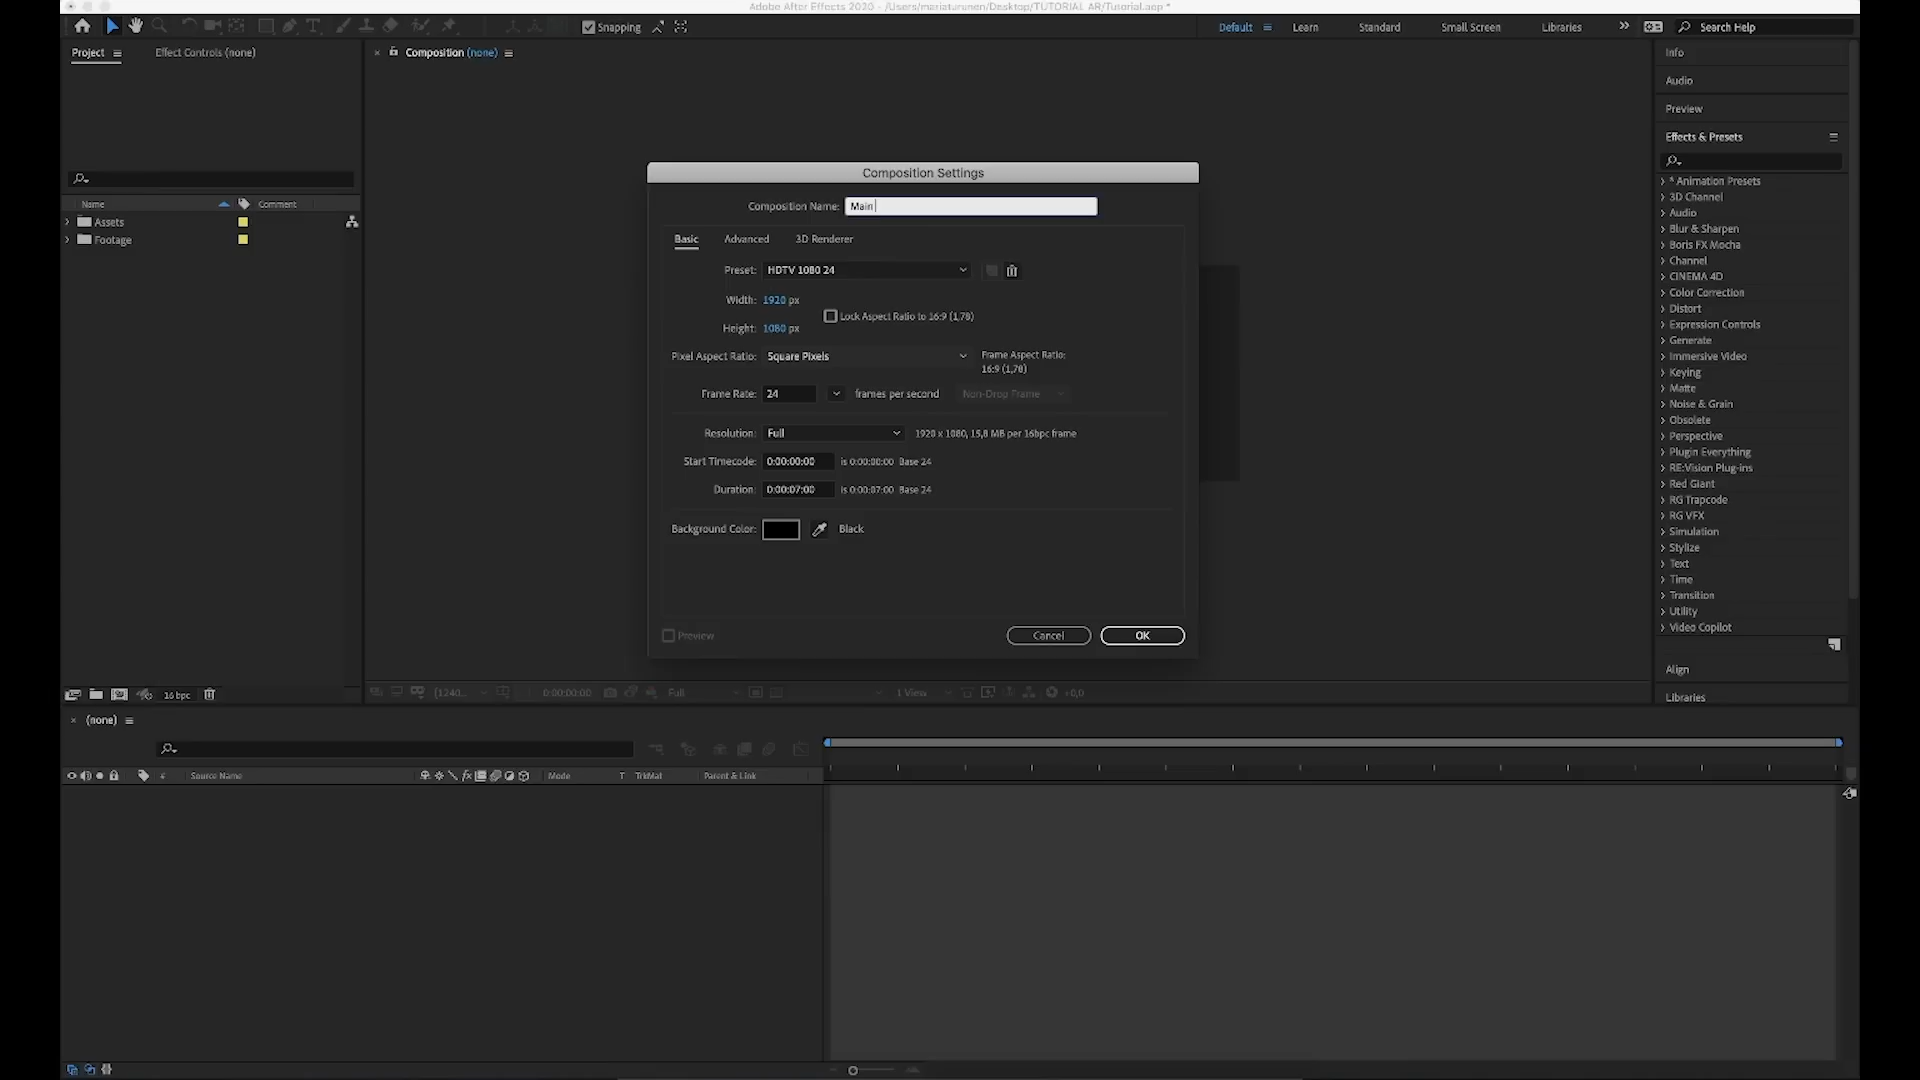 Adobe After Effects 2020 - /Users/mariaturunen/Desktop/TUTORIAL AR/Tutorial.aep *
Snapping
Default
Learn
Standard
Small Screen
Libraries
Search Help
Project
Effect Controls (none)
Composition (none)
Info
Audio
Preview
Effects & Presets
Composition Settings
Composition Name: Main
Basic
Advanced
3D Renderer
Preset: HDTV 1080 24
Width: 1920 px
Lock Aspect Ratio to 16:9 (1,78)
Height: 1080 px
Pixel Aspect Ratio: Square Pixels
Frame Aspect Ratio:
16:9 (1,78)
Frame Rate: 24 frames per second Non-Drop Frame
Resolution: Full 1920 x 1080, 15,8 MB per 16bpc frame
Start Timecode: 0:00:00:00 is 0:00:00:00 Base 24
Duration: 0:00:07:00 is 0:00:07:00 Base 24
Background Color: Black
Preview
Cancel
OK
Name
Comment
Assets
Footage
* Animation Presets
3D Channel
Audio
Blur & Sharpen
Boris FX Mocha
Channel
CINEMA 4D
Color Correction
Distort
Expression Controls
Generate
Immersive Video
Keying
Matte
Noise & Grain
Obsolete
Perspective
Plugin Everything
RE:Vision Plug-ins
Red Giant
RG Trapcode
RG VFX
Simulation
Stylize
Text
Time
Transition
Utility
Video Copilot
Align
Libraries
16 bpc
(1240...
0:00:00:00
Full
1 View
+0,0
(none)
#
Source Name
Mode
T TrkMat
Parent & Link